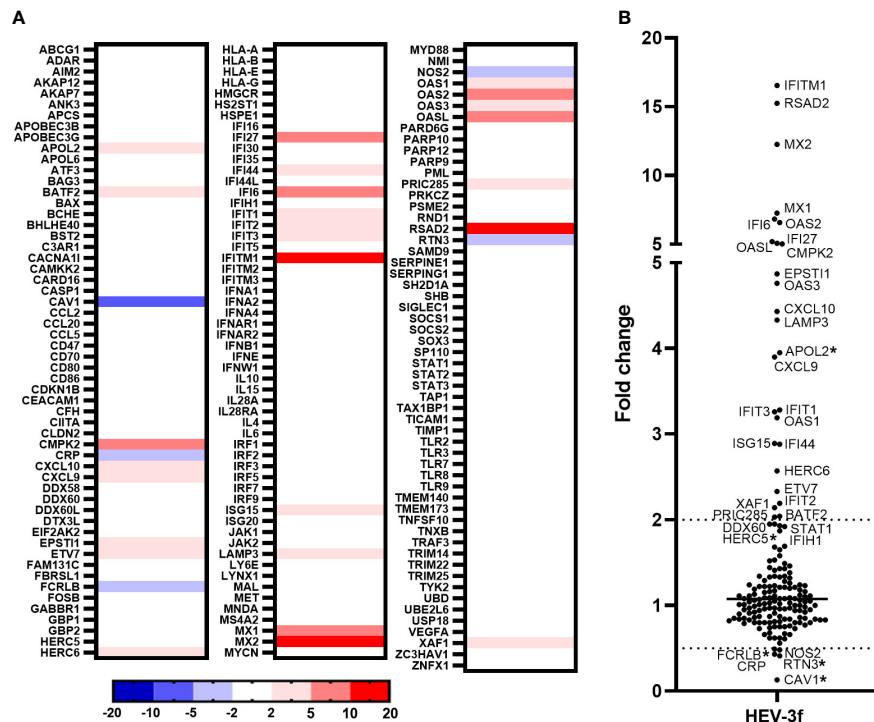 A
ABCG1
ADAR
AIM2
AKAP12
AKAP7
ANK3
APCS
APOBEC3B
APOBEC3G
APOL2
APOL6
ATF3
BAG3
BATF2
BAX
BCHE
BHLHE40
BST2
C3AR1
CACNA1I
CAMKK2
CARD16
CASP1
CAV1
CCL2
CCL20
CCL5
CD47
CD70
CD80
CD86
CDKN1B
CEACAM1
CFH
CIITA
CLDN2
CMPK2
CRP
CXCL10
CXCL9
DDX58
DDX60
DDX60L
DTX3L
EIF2AK2
EPSTI1
ETV7
FAM131C
FBRSL1
FCRLB
FOSB
GABBR1
GBP1
GBP2
HERC5
HERC6
HLA-A
HLA-B
HLA-E
HLA-G
HMGCR
HS2ST1
HSPE1
IFI16
IFI27
IFI30
IFI35
IFI44
IFI44L
IFI6
IFIH1
IFIT1
IFIT2
IFIT3
IFIT5
IFITM1
IFITM2
IFITM3
IFNA1
IFNA2
IFNA4
IFNAR1
IFNAR2
IFNB1
IFNE
IFNW1
IL10
IL15
IL28A
IL28RA
IL4
IL6
IRF1
IRF2
IRF3
IRF5
IRF7
IRF9
ISG15
ISG20
JAK1
JAK2
LAMP3
LY6E
LYNX1
MAL
MET
MNDA
MS4A2
MX1
MX2
MYCN
MYD88
NMI
NOS2
OAS1
OAS2
OAS3
OASL
PARD6G
PARP10
PARP12
PARP9
PML
PRIC285
PRKCZ
PSME2
RND1
RSAD2
RTN3
SAMD9
SERPINE1
SERPING1
SH2D1A
SHB
SIGLEC1
SOCS1
SOCS2
SOX3
SP110
STAT1
STAT2
STAT3
TAP1
TAX1BP1
TICAM1
TIMP1
TLR2
TLR3
TLR7
TLR8
TLR9
TMEM140
TMEM173
TNFSF10
TNXB
TRAF3
TRIM14
TRIM22
TRIM25
TYK2
UBD
UBE2L6
USP18
VEGFA
XAF1
ZC3HAV1
ZNFX1
-20 -10 -5 -2 2 5 10 20
B
Fold change
20
15
10
5
5
4
3
2
1
0
IFITM1
RSAD2
MX2
MX1
IFI6 OAS2
OASL IFI27
CMPK2
EPSTI1
OAS3
CXCL10
LAMP3
APOL2*
CXCL9
IFIT3 IFIT1
OAS1
ISG15 IFI44
HERC6
ETV7
XAF1 IFIT2
PRIC285 BATF2
DDX60 STAT1
HERC5* IFIH1
FCRLB* NOS2
CRP RTN3*
CAV1*
HEV-3f